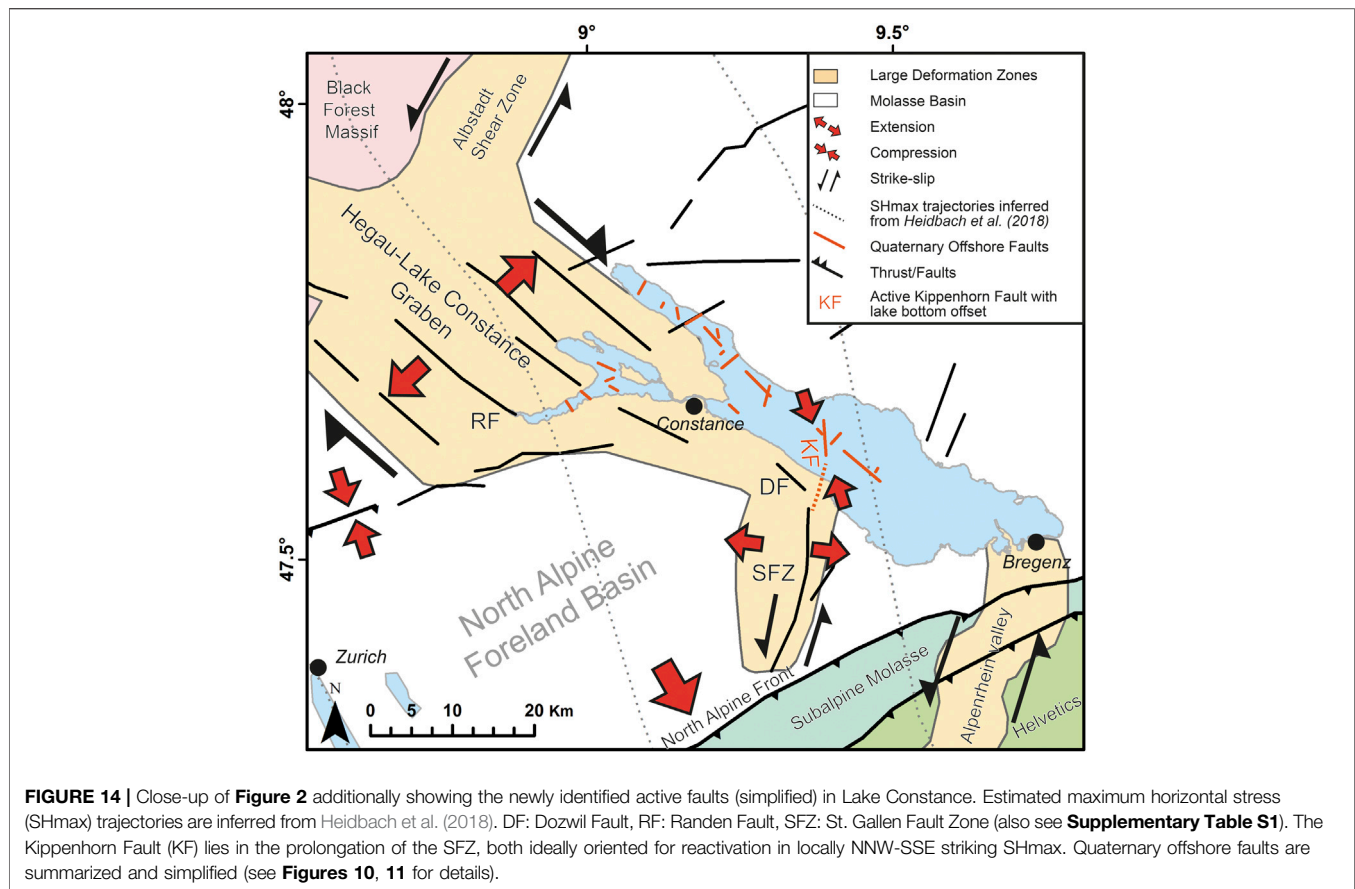 9°
9.5°
48°
47.5°
Black
Forest
Massif
Albstadt
Shear Zone
Large Deformation Zones
Molasse Basin
Extension
Compression
Strike-slip
SHmax trajectories inferred
from Heidbach et al. (2018)
Quaternary Offshore Faults
Thrust/Faults
KF
Active Kippenhorn Fault with
lake bottom offset
Hegau-Lake Constance
Graben
RF
Constance
KF
DF
SFZ
Bregenz
North Alpine
Foreland Basin
Zurich
N
0 5 10 20 Km
North Alpine Front
Subalpine Molasse
Alpenrhein valley
Helvetics
FIGURE 14 | Close-up of Figure 2 additionally showing the newly identified active faults (simplified) in Lake Constance. Estimated maximum horizontal stress
(SHmax) trajectories are inferred from Heidbach et al. (2018). DF: Dozwil Fault, RF: Randen Fault, SFZ: St. Gallen Fault Zone (also see Supplementary Table S1). The
Kippenhorn Fault (KF) lies in the prolongation of the SFZ, both ideally oriented for reactivation in locally NNW-SSE striking SHmax. Quaternary offshore faults are
summarized and simplified (see Figures 10, 11 for details).